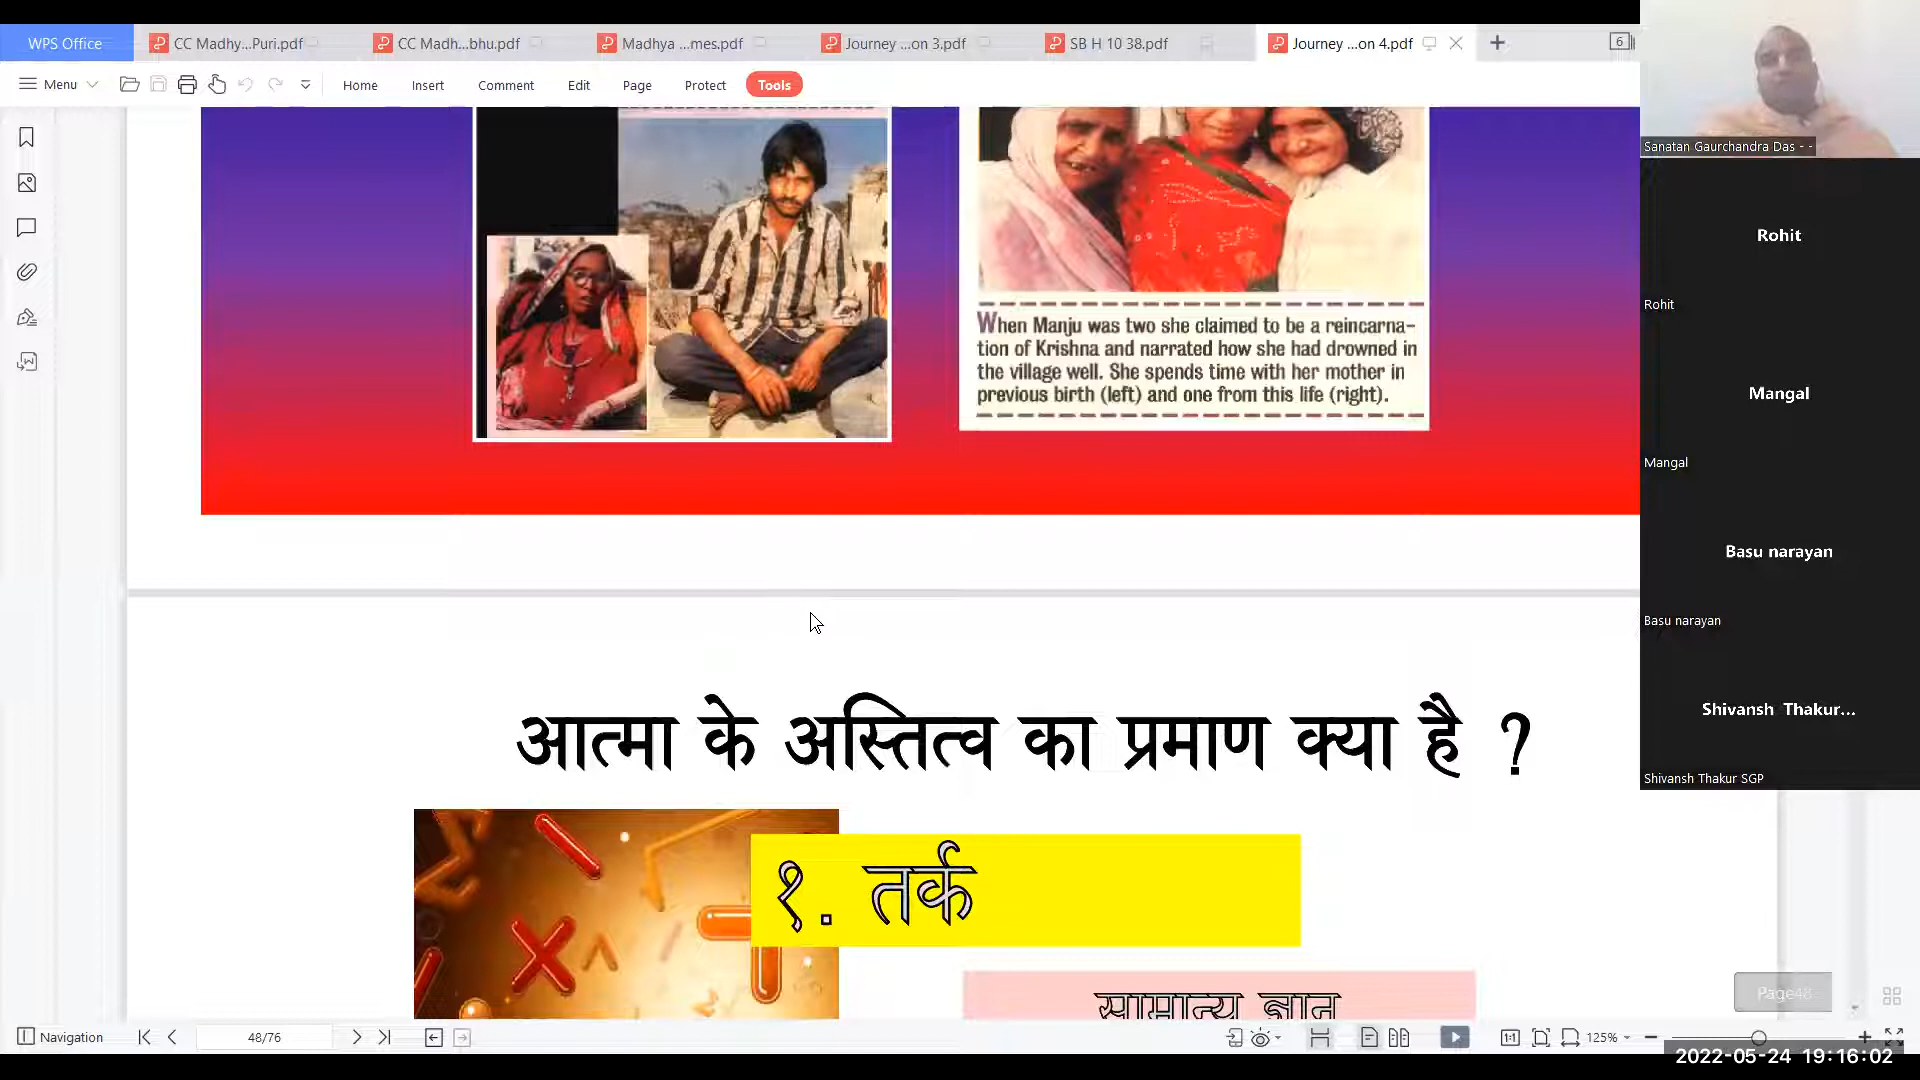 WPS Office
CC Madhy...Puri.pdf
CC Madh...bhu.pdf
Madhya ...mes.pdf
Journey ...on 3.pdf
SB H 10 38.pdf
Journey ...on 4.pdf
6
Menu
Home
Insert
Comment
Edit
Page
Protect
Tools
When Manju was two she claimed to be a reincarna-
tion of Krishna and narrated how she had drowned in
the village well. She spends time with her mother in
previous birth (left) and one from this life (right).
आत्मा के अस्तित्व का प्रमाण क्या है ?
१. तर्क
सामान्य ज्ञान
Sanatan Gaurchandra Das - -
Rohit
Rohit
Mangal
Mangal
Basu narayan
Basu narayan
Shivansh Thakur...
Shivansh Thakur SGP
Page48
Navigation
48/76
1:1
125%
2022-05-24 19:16:02